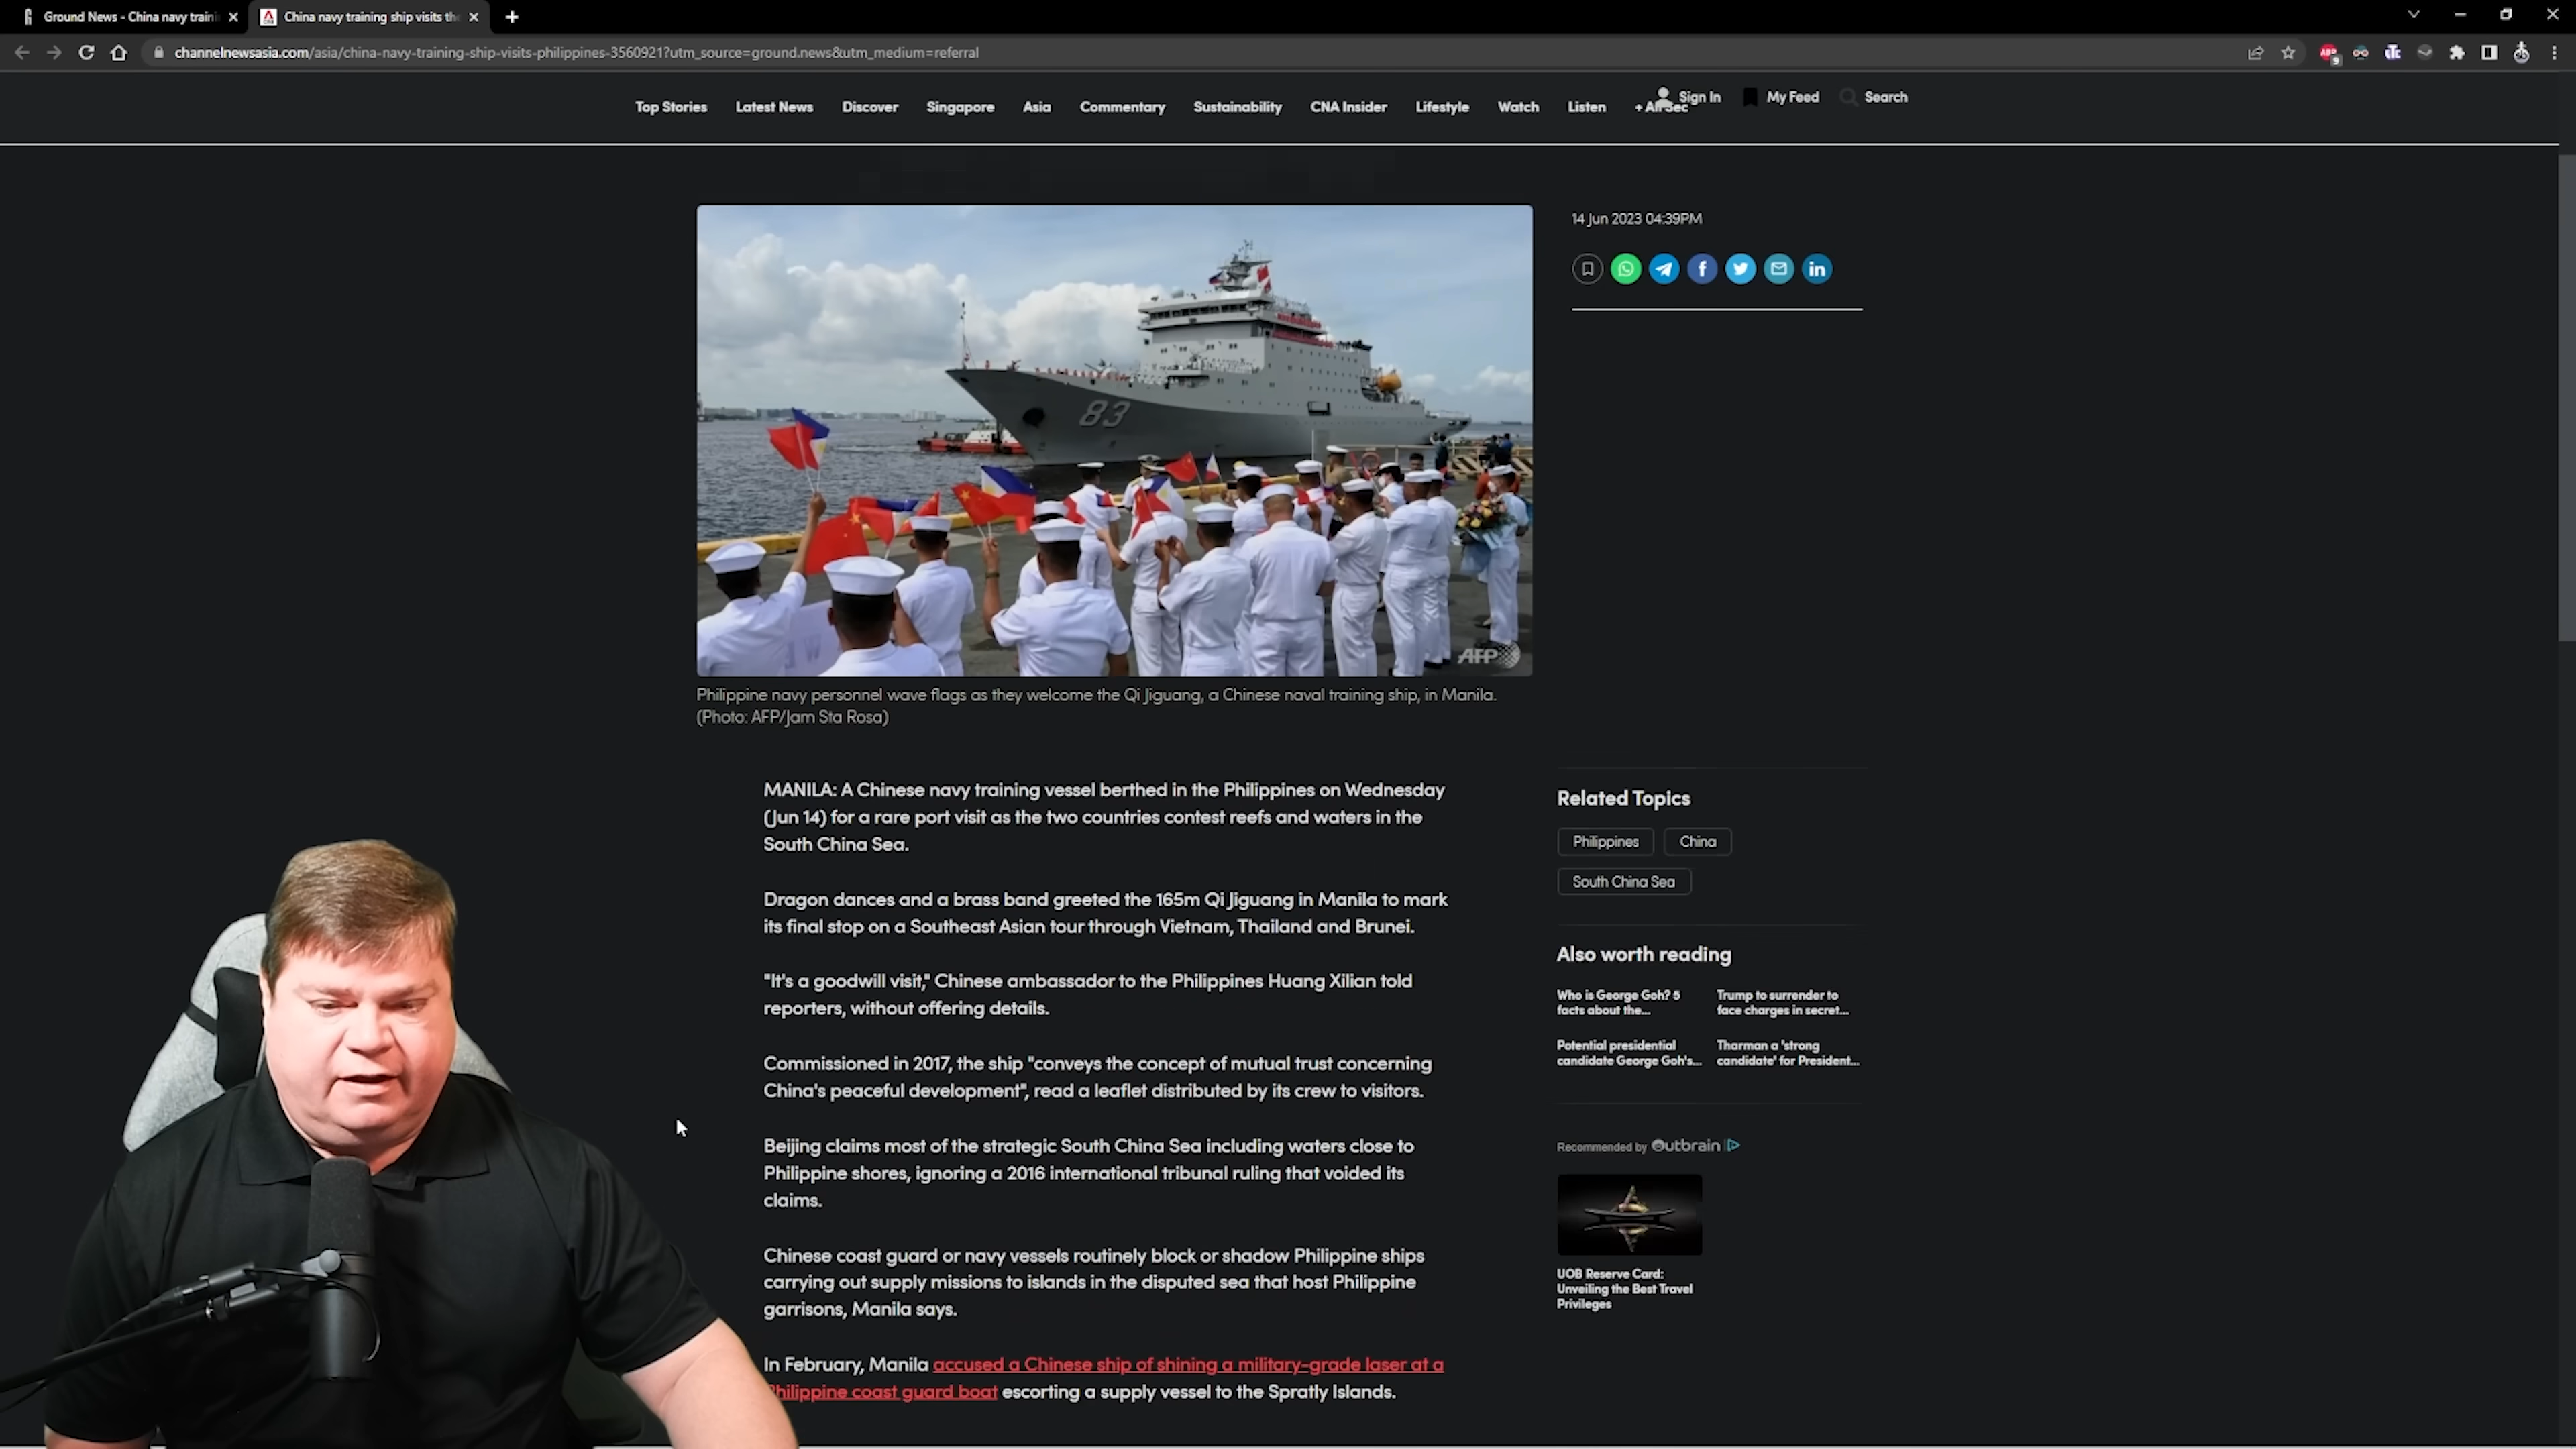 Ground News - China navy traini
China navy training ship visits the
channelnewsasia.com/asia/china-navy-training-ship-visits-philippines-3560921?utm_source=ground.news&utm_medium=referral
9
Top Stories Latest News Discover Singapore Asia Commentary Sustainability CNA Insider Lifestyle Watch Listen + All Sec Sign In My Feed Search
14 Jun 2023 04:39PM
83
AFP
Philippine navy personnel wave flags as they welcome the Qi Jiguang, a Chinese naval training ship, in Manila.
(Photo: AFP/Jam Sta Rosa)
MANILA: A Chinese navy training vessel berthed in the Philippines on Wednesday
(Jun 14) for a rare port visit as the two countries contest reefs and waters in the
South China Sea.
Dragon dances and a brass band greeted the 165m Qi Jiguang in Manila to mark
its final stop on a Southeast Asian tour through Vietnam, Thailand and Brunei.
"It's a goodwill visit," Chinese ambassador to the Philippines Huang Xilian told
reporters, without offering details.
Commissioned in 2017, the ship "conveys the concept of mutual trust concerning
China's peaceful development", read a leaflet distributed by its crew to visitors.
Beijing claims most of the strategic South China Sea including waters close to
Philippine shores, ignoring a 2016 international tribunal ruling that voided its
claims.
Chinese coast guard or navy vessels routinely block or shadow Philippine ships
carrying out supply missions to islands in the disputed sea that host Philippine
garrisons, Manila says.
In February, Manila accused a Chinese ship of shining a military-grade laser at a
Philippine coast guard boat escorting a supply vessel to the Spratly Islands.
Related Topics
Philippines China
South China Sea
Also worth reading
Who is George Goh? 5
facts about the...
Trump to surrender to
face charges in secret...
Potential presidential
candidate George Goh's...
Tharman a 'strong
candidate' for President...
Recommended by Outbrain
UOB Reserve Card:
Unveiling the Best Travel
Privileges